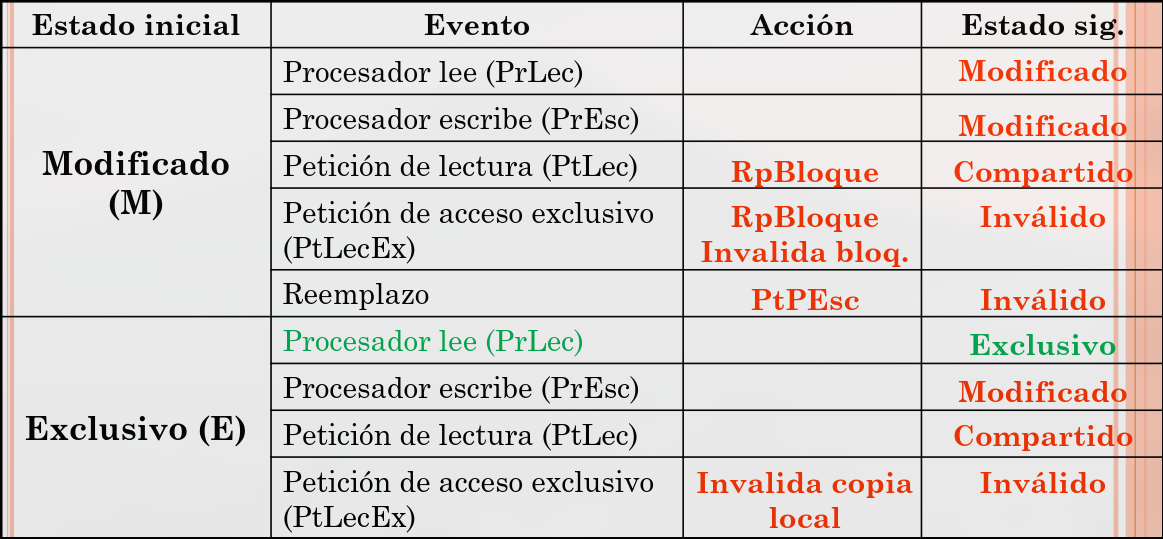 Estado inicial Evento Acción Estado sig.
Procesador lee (PrLec) Modificado
Procesador escribe (PrEsc) Modificado
Modificado
(M)
Petición de lectura (PtLec) RpBloque Compartido
Petición de acceso exclusivo RpBloque Inválido
(PtLecEx) Invalida bloq.
Reemplazo PtPEsc Inválido
Procesador lee (PrLec) Exclusivo
Procesador escribe (PrEsc) Modificado
Exclusivo (E)
Petición de lectura (PtLec) Compartido
Petición de acceso exclusivo Invalida copia Inválido
(PtLecEx) local